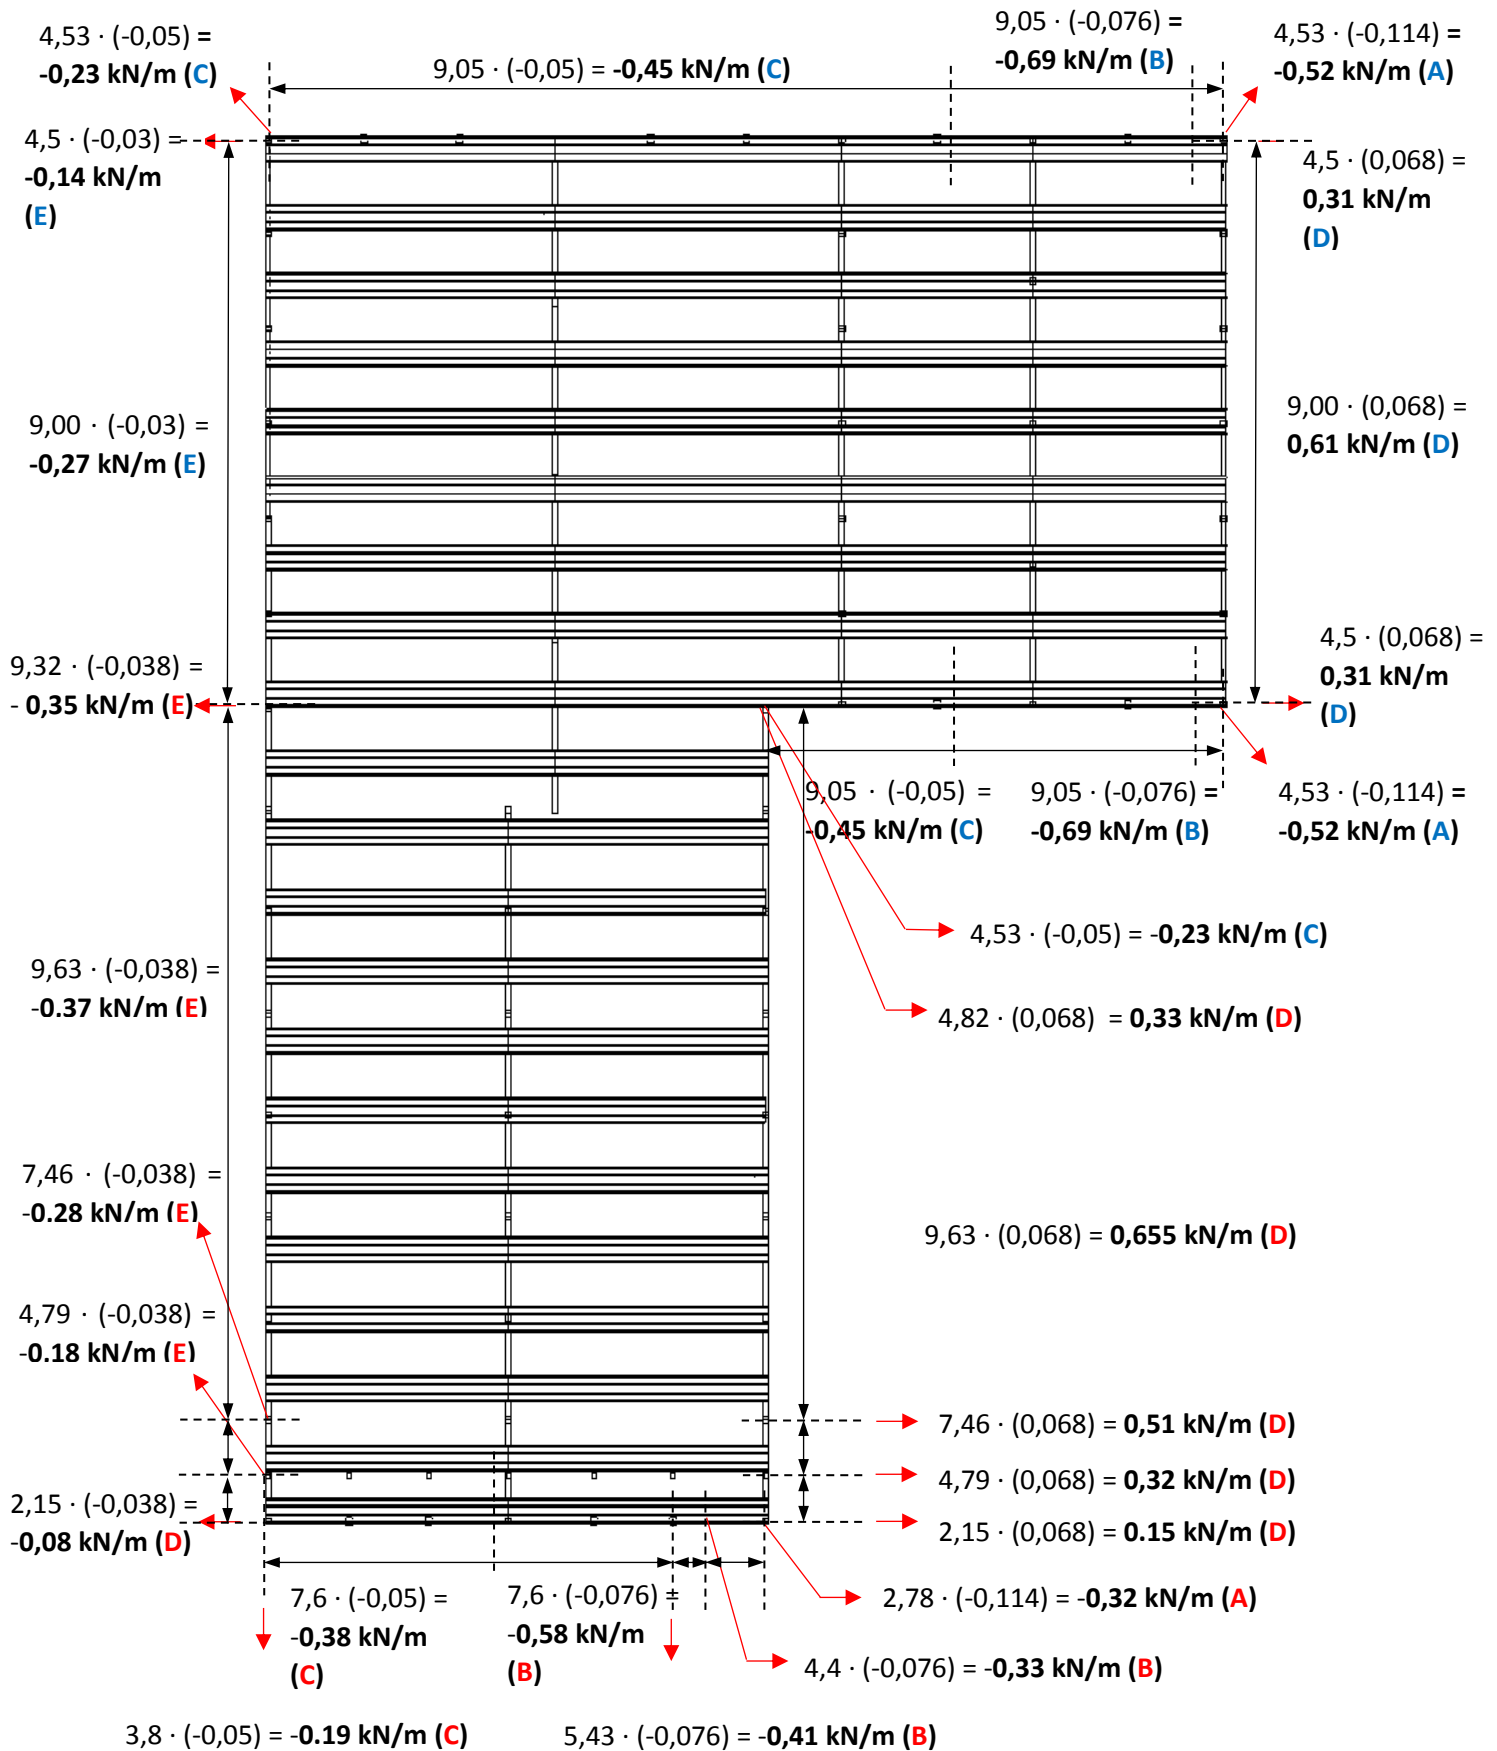 4,53 · (-0,05) =
-0,23 kN/m (C)
9,05 · (-0,05) = -0,45 kN/m (C)
9,05 · (-0,076) =
-0,69 kN/m (B)
4,53 · (-0,114) =
-0,52 kN/m (A)
4,5 · (-0,03) =
-0,14 kN/m
(E)
4,5 · (0,068) =
0,31 kN/m
(D)
9,00 · (-0,03) =
-0,27 kN/m (E)
9,00 · (0,068) =
0,61 kN/m (D)
9,32 · (-0,038) =
- 0,35 kN/m (E)
4,5 · (0,068) =
0,31 kN/m
(D)
9,05 · (-0,05) =
-0,45 kN/m (C)
9,05 · (-0,076) =
-0,69 kN/m (B)
4,53 · (-0,114) =
-0,52 kN/m (A)
4,53 · (-0,05) = -0,23 kN/m (C)
9,63 · (-0,038) =
-0,37 kN/m (E)
4,82 · (0,068) = 0,33 kN/m (D)
7,46 · (-0,038) =
-0,28 kN/m (E)
9,63 · (0,068) = 0,655 kN/m (D)
4,79 · (-0,038) =
-0,18 kN/m (E)
7,46 · (0,068) = 0,51 kN/m (D)
4,79 · (0,068) = 0,32 kN/m (D)
2,15 · (-0,038) =
-0,08 kN/m (D)
2,15 · (0,068) = 0.15 kN/m (D)
7,6 · (-0,05) =
-0,38 kN/m
(C)
7,6 · (-0,076) =
-0,58 kN/m
(B)
2,78 · (-0,114) = -0,32 kN/m (A)
4,4 · (-0,076) = -0,33 kN/m (B)
3,8 · (-0,05) = -0.19 kN/m (C)
5,43 · (-0,076) = -0,41 kN/m (B)